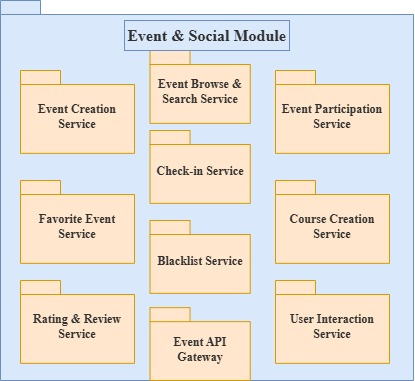 Event & Social Module
Event Creation
Service
Event Browse &
Search Service
Event Participation
Service
Check-in Service
Favorite Event
Service
Blacklist Service
Course Creation
Service
Rating & Review
Service
Event API
Gateway
User Interaction
Service